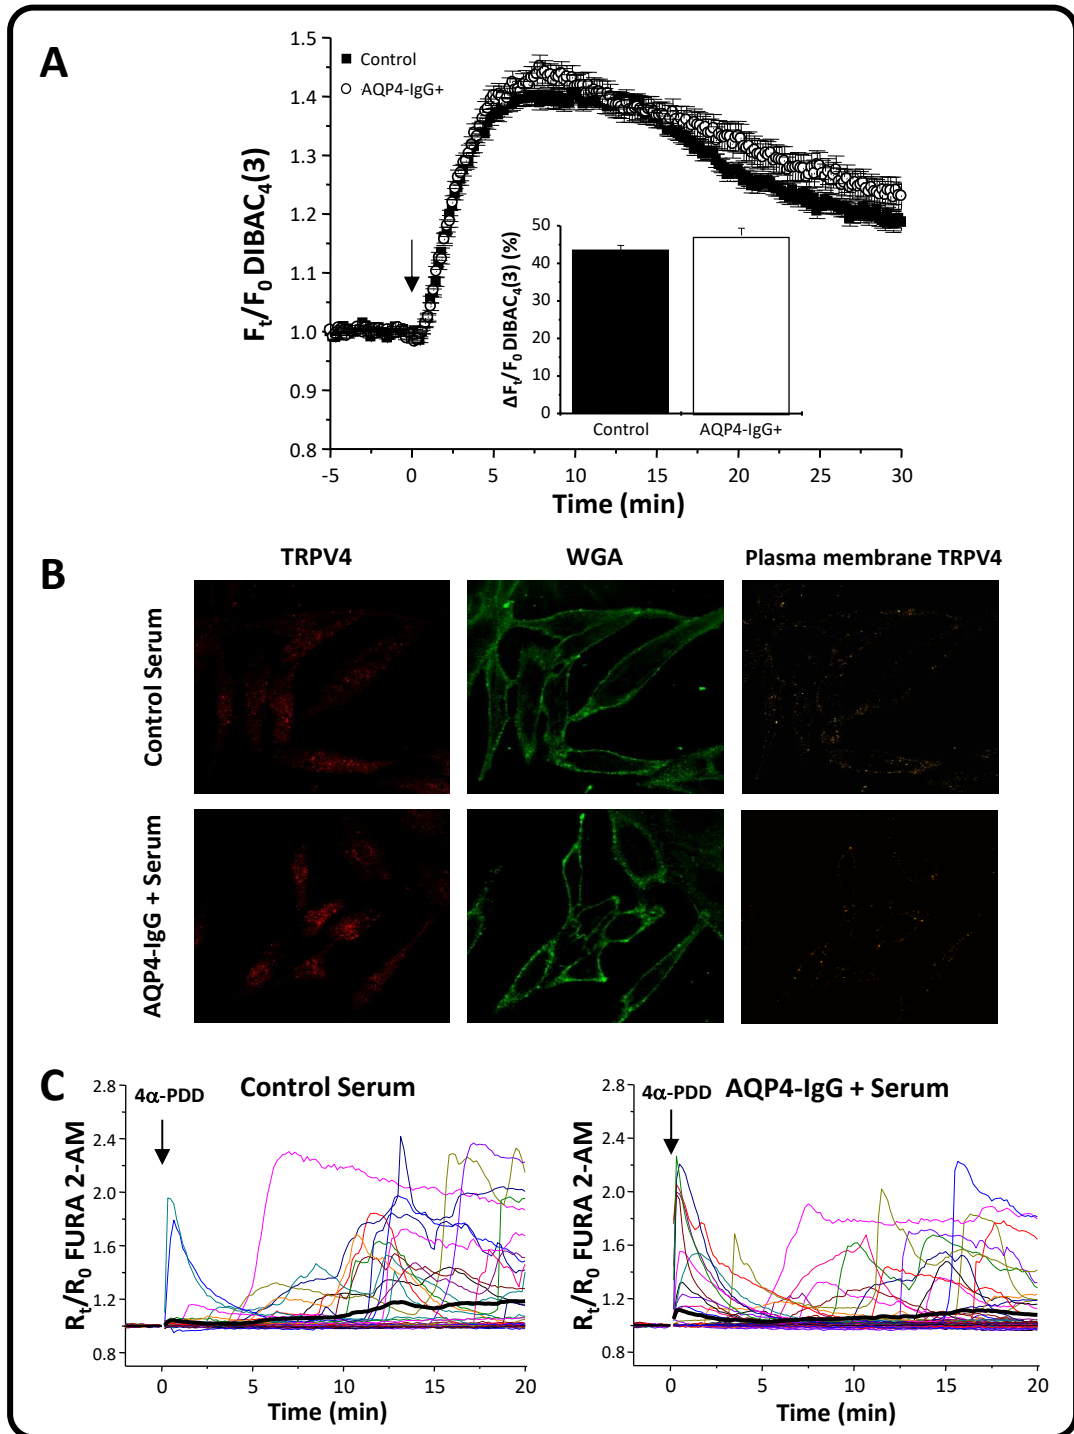 A
1.5
1.4
1.3
1.2
1.1
1.0
0.9
0.8
Fₜ/F₀ DIBAC₄(3)
Control
AQP4-IgG+
50
40
30
20
10
0
ΔFₜ/F₀ DIBAC₄(3) (%)
Control AQP4-IgG+
-5 0 5 10 15 20 25 30
Time (min)
B
TRPV4 WGA Plasma membrane TRPV4
Control Serum
AQP4-IgG + Serum
C
Control Serum
4α-PDD
2.8
2.4
2.0
1.6
1.2
0.8
Rₜ/R₀ FURA 2-AM
0 5 10 15 20
Time (min)
AQP4-IgG + Serum
4α-PDD
2.8
2.4
2.0
1.6
1.2
0.8
Rₜ/R₀ FURA 2-AM
0 5 10 15 20
Time (min)